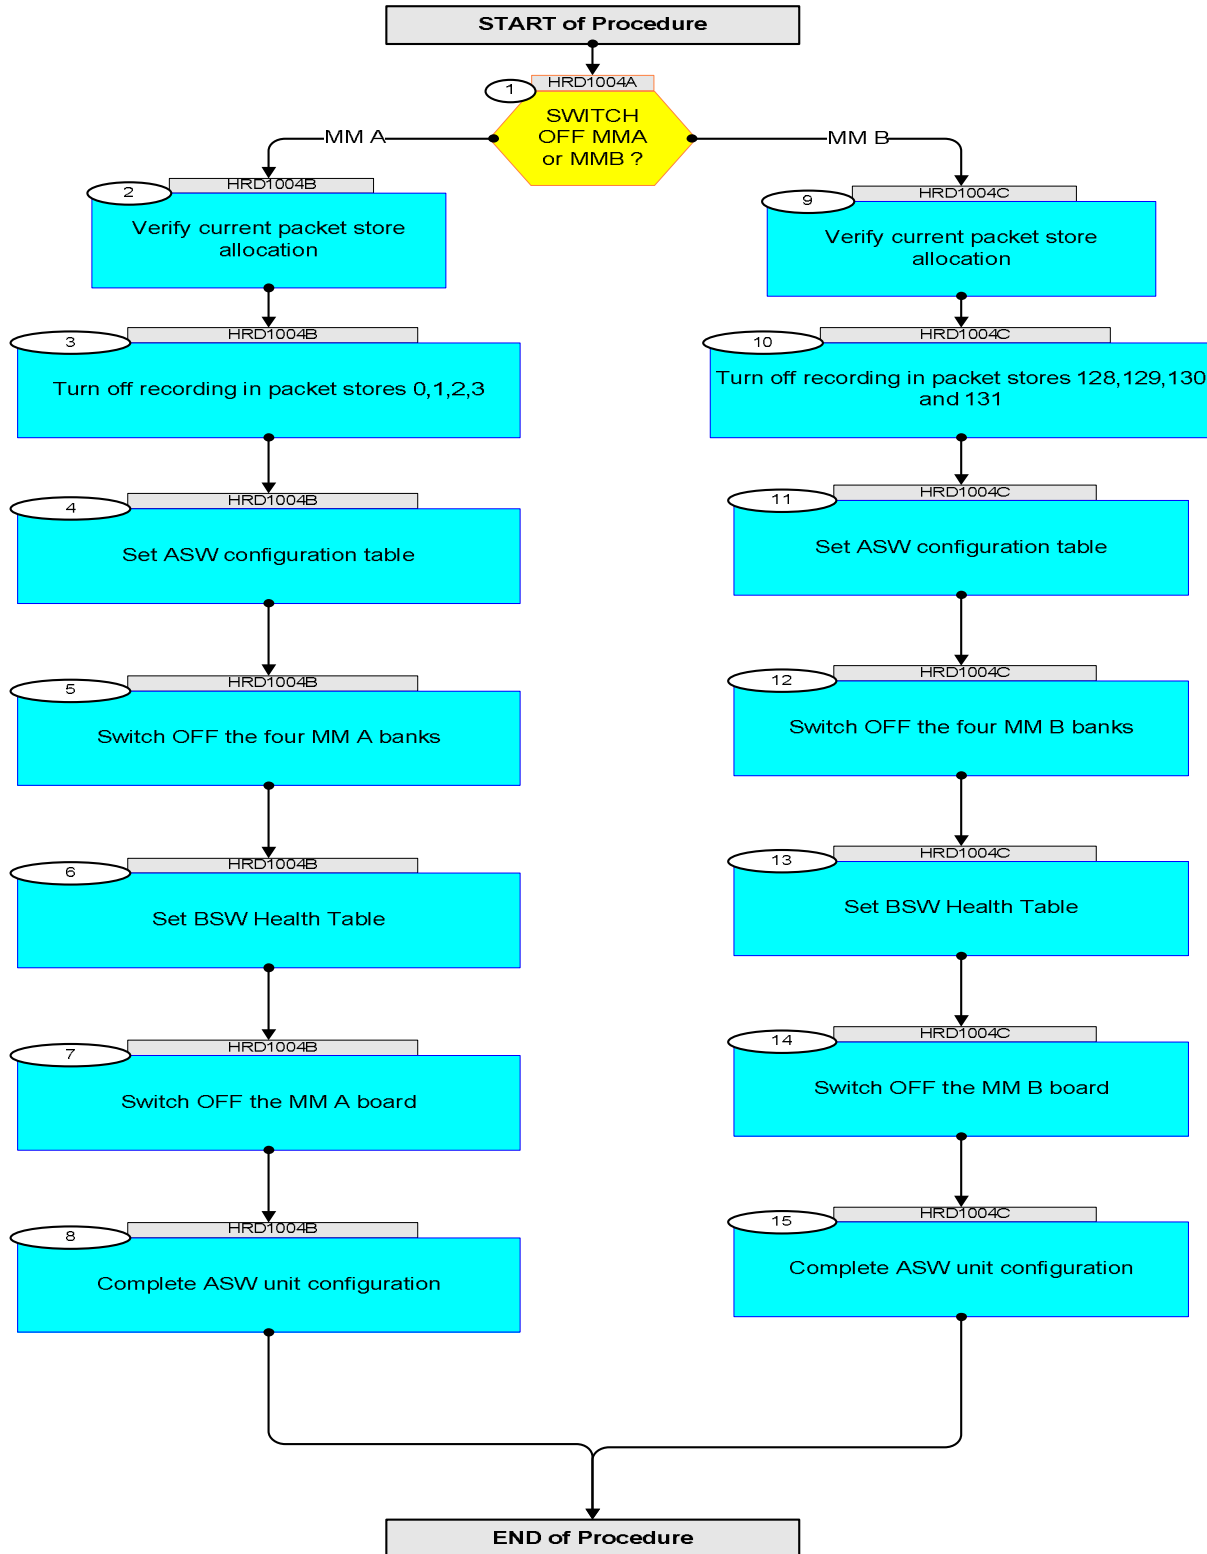 START of Procedure
HRD1004A
1
SWITCH
OFF MMA
or MMB ?
MM A
MM B
HRD1004B
2
Verify current packet store
allocation
HRD1004B
3
Turn off recording in packet stores 0,1,2,3
HRD1004B
4
Set ASW configuration table
HRD1004B
5
Switch OFF the four MM A banks
HRD1004B
6
Set BSW Health Table
HRD1004B
7
Switch OFF the MM A board
HRD1004B
8
Complete ASW unit configuration
HRD1004C
9
Verify current packet store
allocation
HRD1004C
10
Turn off recording in packet stores 128,129,130
and 131
HRD1004C
11
Set ASW configuration table
HRD1004C
12
Switch OFF the four MM B banks
HRD1004C
13
Set BSW Health Table
HRD1004C
14
Switch OFF the MM B board
HRD1004C
15
Complete ASW unit configuration
END of Procedure